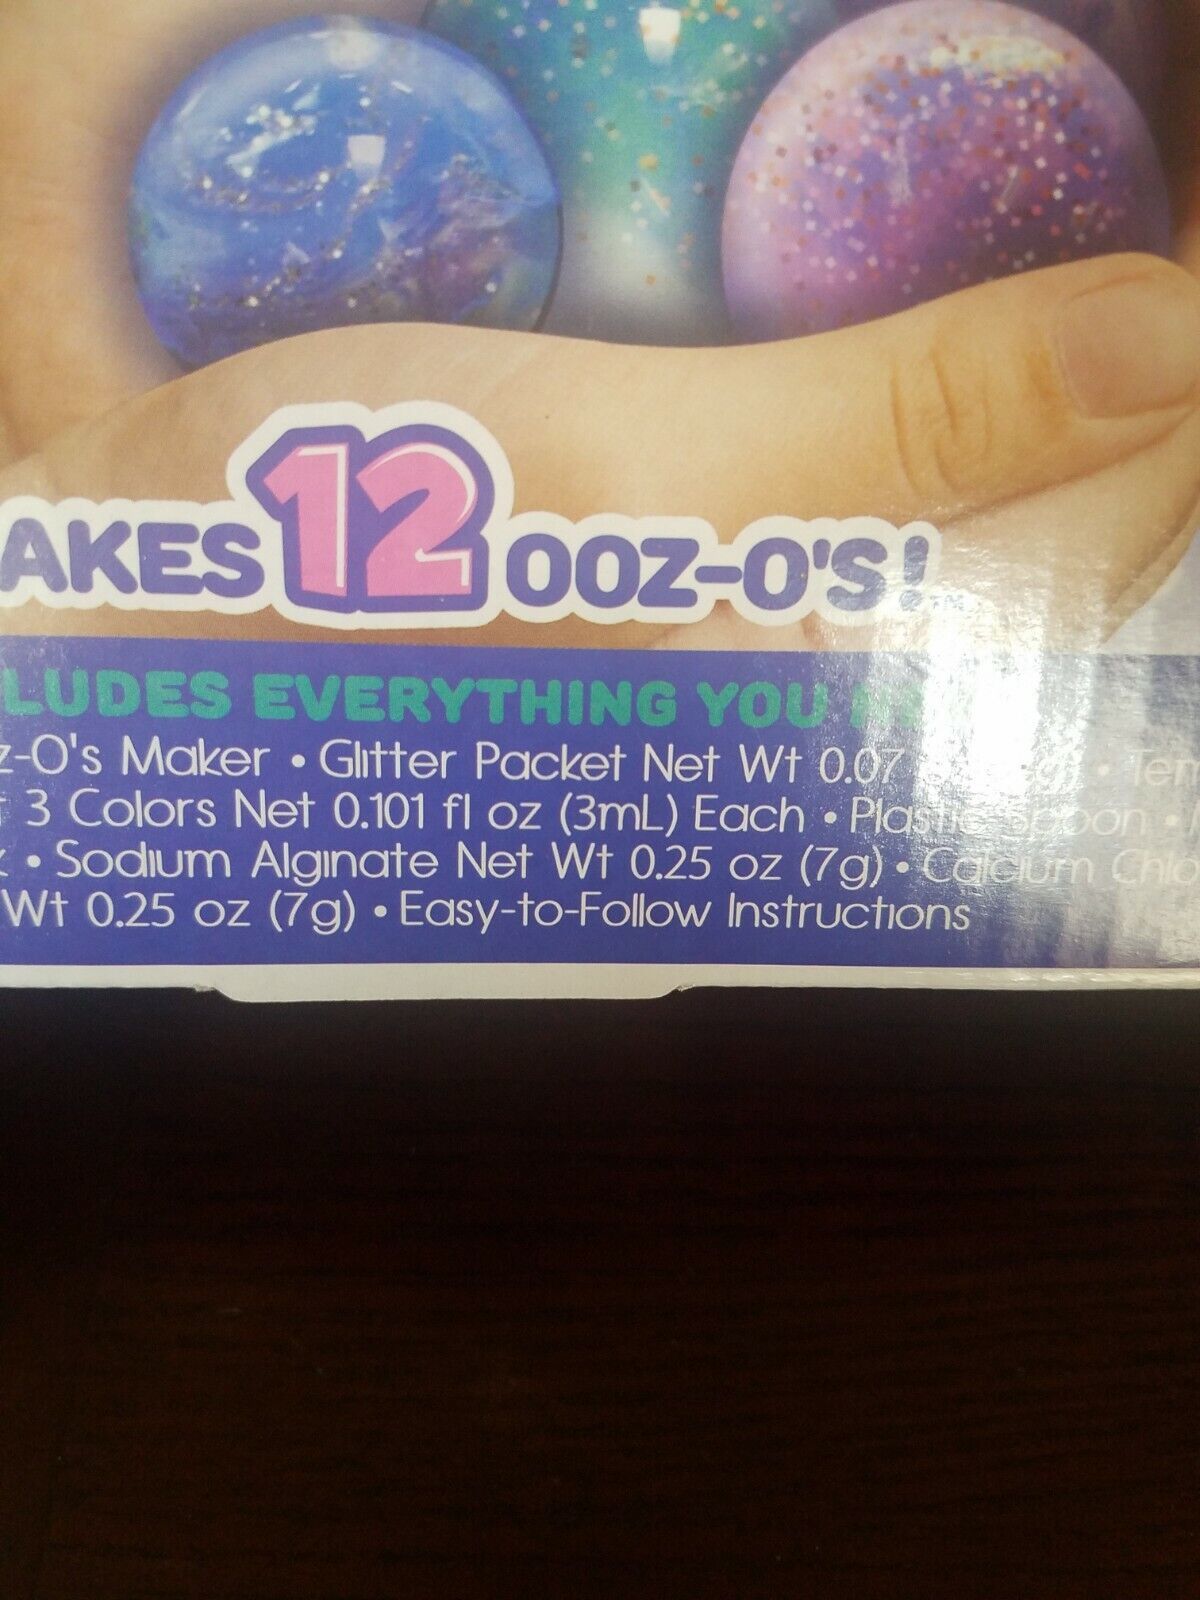 AKES 12 OOZ-O'S!™
LUDES EVERYTHING YOU
z-O's Maker • Glitter Packet Net Wt 0.07 •
3 Colors Net 0.101 fl oz (3mL) Each • Plastic Spoon •
• Sodium Alginate Net Wt 0.25 oz (7g) • Calcium Chlo
Wt 0.25 oz (7g) • Easy-to-Follow Instructions